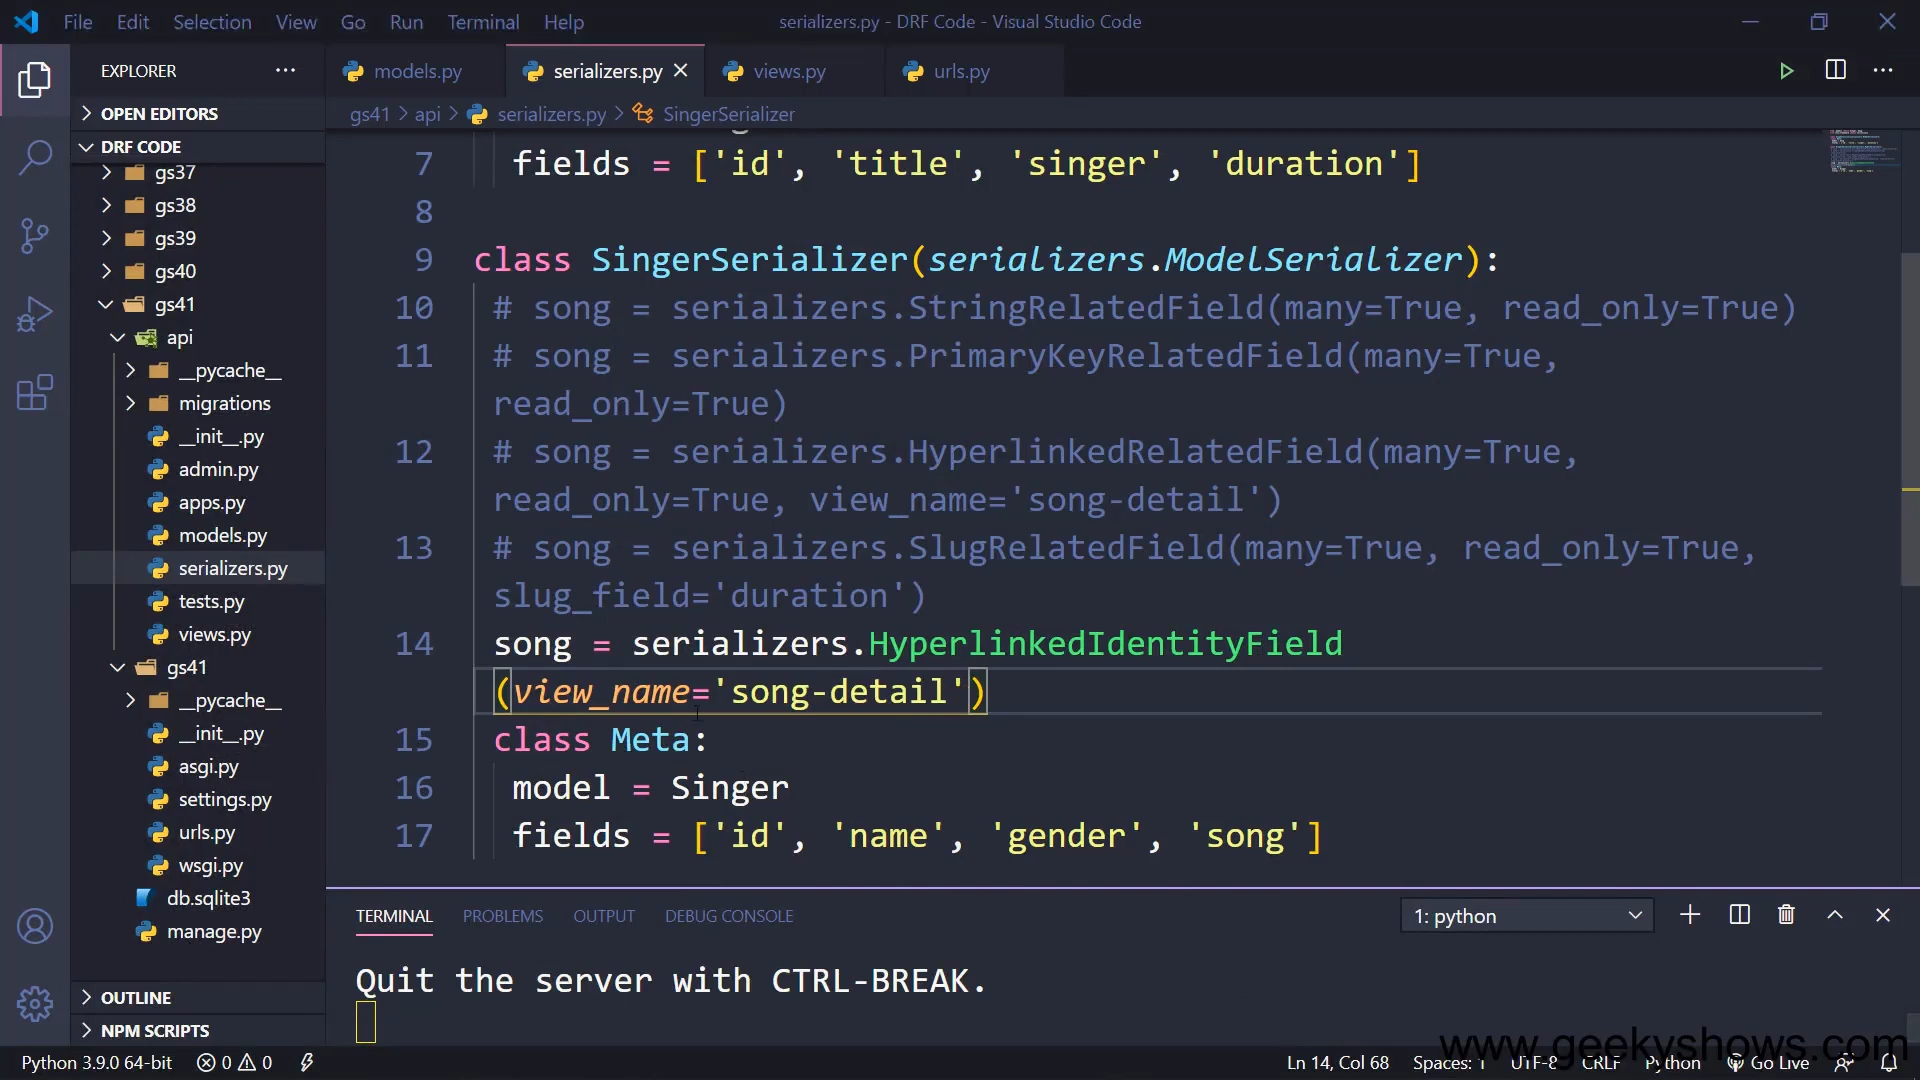 File Edit Selection View Go Run Terminal Help serializers.py - DRF Code - Visual Studio Code
EXPLORER
OPEN EDITORS
DRF CODE
gs37
gs38
gs39
gs40
gs41
api
__pycache__
migrations
__init__.py
admin.py
apps.py
models.py
serializers.py
tests.py
views.py
gs41
__pycache__
__init__.py
asgi.py
settings.py
urls.py
wsgi.py
db.sqlite3
manage.py
OUTLINE
NPM SCRIPTS
models.py serializers.py views.py urls.py
gs41 > api > serializers.py > SingerSerializer
7 fields = ['id', 'title', 'singer', 'duration']
8
9 class SingerSerializer(serializers.ModelSerializer):
10 # song = serializers.StringRelatedField(many=True, read_only=True)
11 # song = serializers.PrimaryKeyRelatedField(many=True,
read_only=True)
12 # song = serializers.HyperlinkedRelatedField(many=True,
read_only=True, view_name='song-detail')
13 # song = serializers.SlugRelatedField(many=True, read_only=True,
slug_field='duration')
14 song = serializers.HyperlinkedIdentityField
(view_name='song-detail')
15 class Meta:
16 model = Singer
17 fields = ['id', 'name', 'gender', 'song']
TERMINAL PROBLEMS OUTPUT DEBUG CONSOLE 1: python
Quit the server with CTRL-BREAK.
www.geekyshows.com
Python 3.9.0 64-bit 0 0 Ln 14, Col 68 Spaces: 1 UTF-8 CRLF Python Go Live